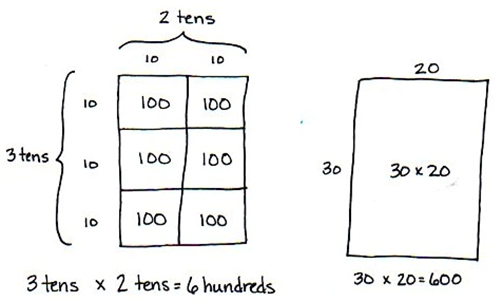 2 tens
10 10
10 100 100
3 tens
10 100 100
10 100 100
3 tens x 2 tens = 6 hundreds
20
30 30 x 20
30 x 20 = 600